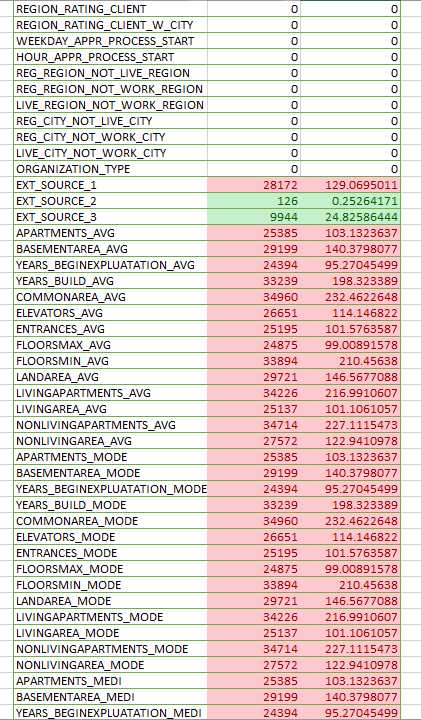 REGION_RATING_CLIENT 0 0
REGION_RATING_CLIENT_W_CITY 0 0
WEEKDAY_APPR_PROCESS_START 0 0
HOUR_APPR_PROCESS_START 0 0
REG_REGION_NOT_LIVE_REGION 0 0
REG_REGION_NOT_WORK_REGION 0 0
LIVE_REGION_NOT_WORK_REGION 0 0
REG_CITY_NOT_LIVE_CITY 0 0
REG_CITY_NOT_WORK_CITY 0 0
LIVE_CITY_NOT_WORK_CITY 0 0
ORGANIZATION_TYPE 0 0
EXT_SOURCE_1 28172 129.0695011
EXT_SOURCE_2 126 0.25264171
EXT_SOURCE_3 9944 24.82586444
APARTMENTS_AVG 25385 103.1323637
BASEMENTAREA_AVG 29199 140.3798077
YEARS_BEGINEXPLUATATION_AVG 24394 95.27045499
YEARS_BUILD_AVG 33239 198.323389
COMMONAREA_AVG 34960 232.4622648
ELEVATORS_AVG 26651 114.146822
ENTRANCES_AVG 25195 101.5763587
FLOORSMAX_AVG 24875 99.00891578
FLOORSMIN_AVG 33894 210.45638
LANDAREA_AVG 29721 146.5677088
LIVINGAPARTMENTS_AVG 34226 216.9910607
LIVINGAREA_AVG 25137 101.1061057
NONLIVINGAPARTMENTS_AVG 34714 227.1115473
NONLIVINGAREA_AVG 27572 122.9410978
APARTMENTS_MODE 25385 103.1323637
BASEMENTAREA_MODE 29199 140.3798077
YEARS_BEGINEXPLUATATION_MODE 24394 95.27045499
YEARS_BUILD_MODE 33239 198.323389
COMMONAREA_MODE 34960 232.4622648
ELEVATORS_MODE 26651 114.146822
ENTRANCES_MODE 25195 101.5763587
FLOORSMAX_MODE 24875 99.00891578
FLOORSMIN_MODE 33894 210.45638
LANDAREA_MODE 29721 146.5677088
LIVINGAPARTMENTS_MODE 34226 216.9910607
LIVINGAREA_MODE 25137 101.1061057
NONLIVINGAPARTMENTS_MODE 34714 227.1115473
NONLIVINGAREA_MODE 27572 122.9410978
APARTMENTS_MEDI 25385 103.1323637
BASEMENTAREA_MEDI 29199 140.3798077
YEARS_BEGINEXPLUATATION_MEDI 24394 95.27045499